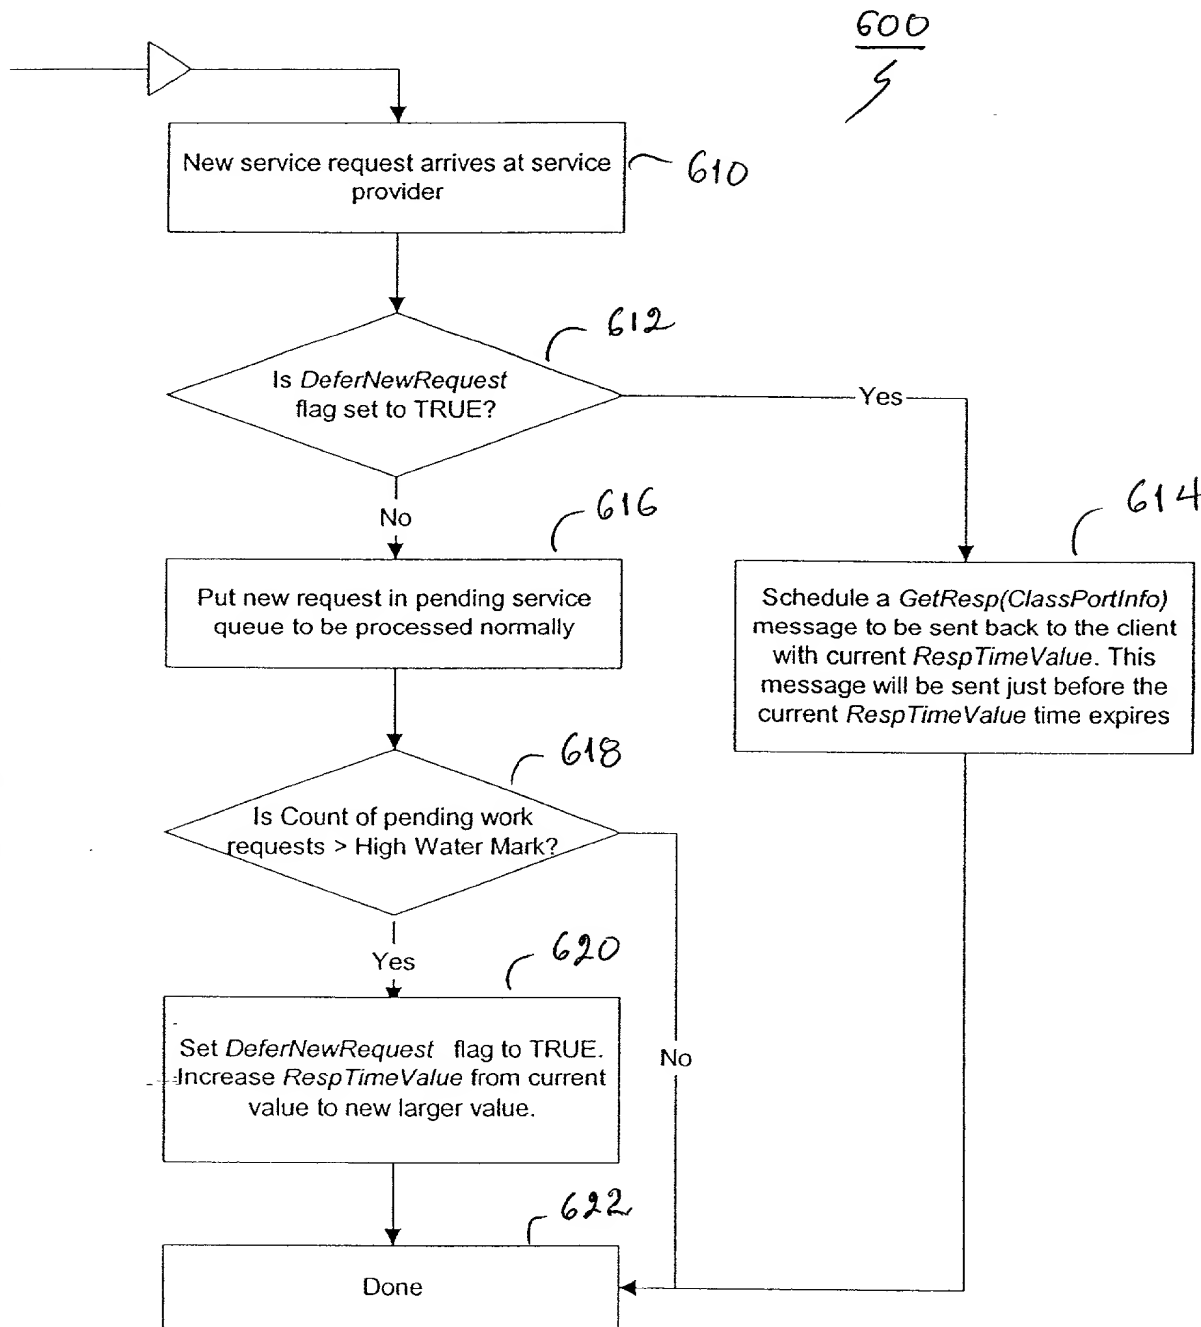 600
New service request arrives at service
provider
610
612
Is DeferNewRequest
flag set to TRUE?
Yes
No
616
614
Put new request in pending service
queue to be processed normally
Schedule a GetResp(ClassPortInfo)
message to be sent back to the client
with current RespTimeValue. This
message will be sent just before the
current RespTimeValue time expires
618
Is Count of pending work
requests > High Water Mark?
Yes
620
Set DeferNewRequest flag to TRUE.
Increase RespTimeValue from current
value to new larger value.
No
622
Done